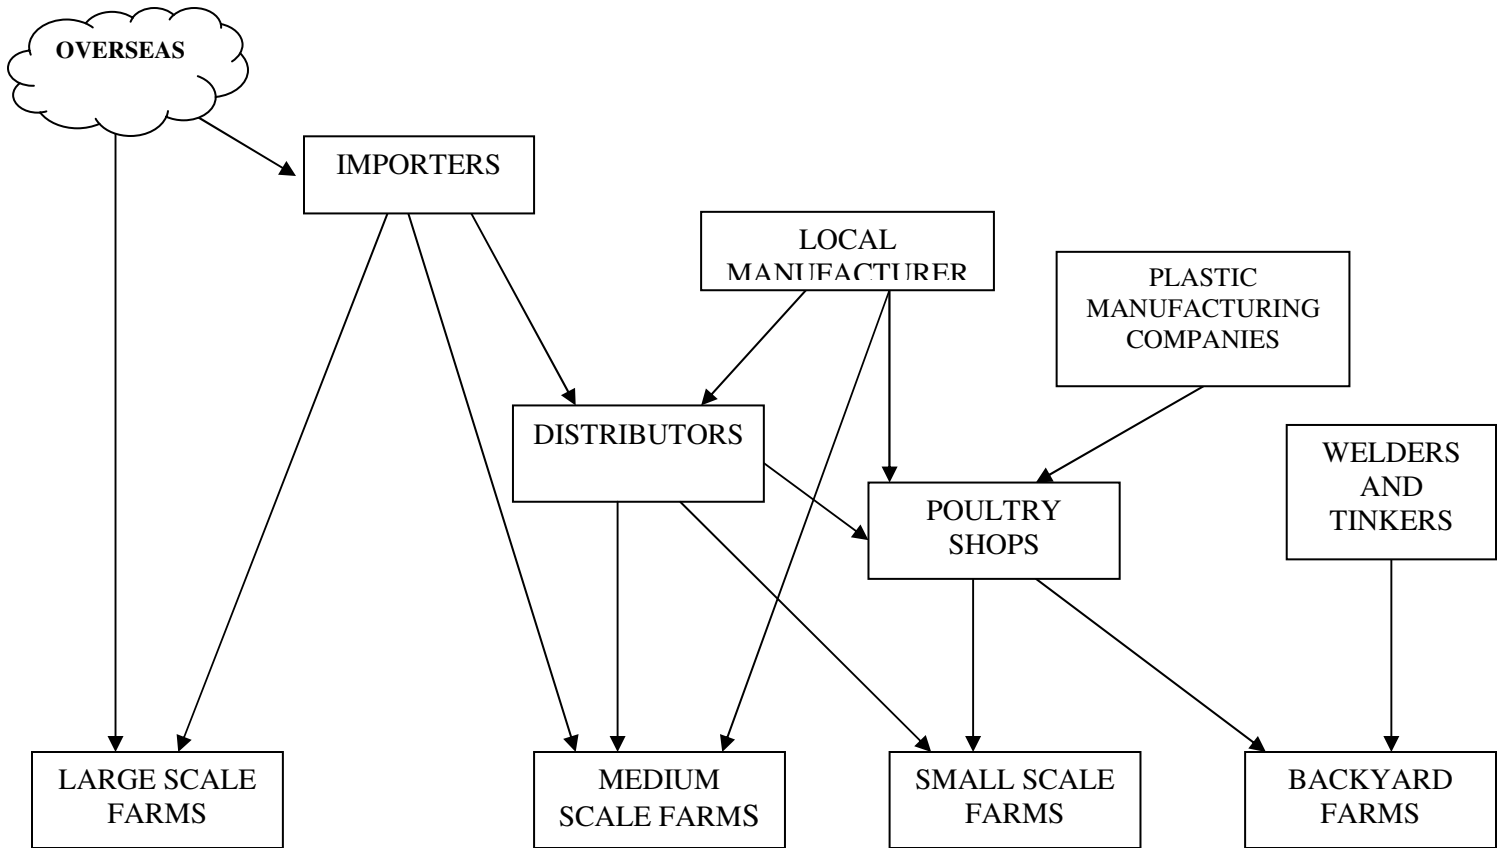 OVERSEAS
IMPORTERS
LOCAL
MANUFACTURER
PLASTIC
MANUFACTURING
COMPANIES
DISTRIBUTORS
WELDERS
AND
TINKERS
POULTRY
SHOPS
LARGE SCALE
FARMS
MEDIUM
SCALE FARMS
SMALL SCALE
FARMS
BACKYARD
FARMS